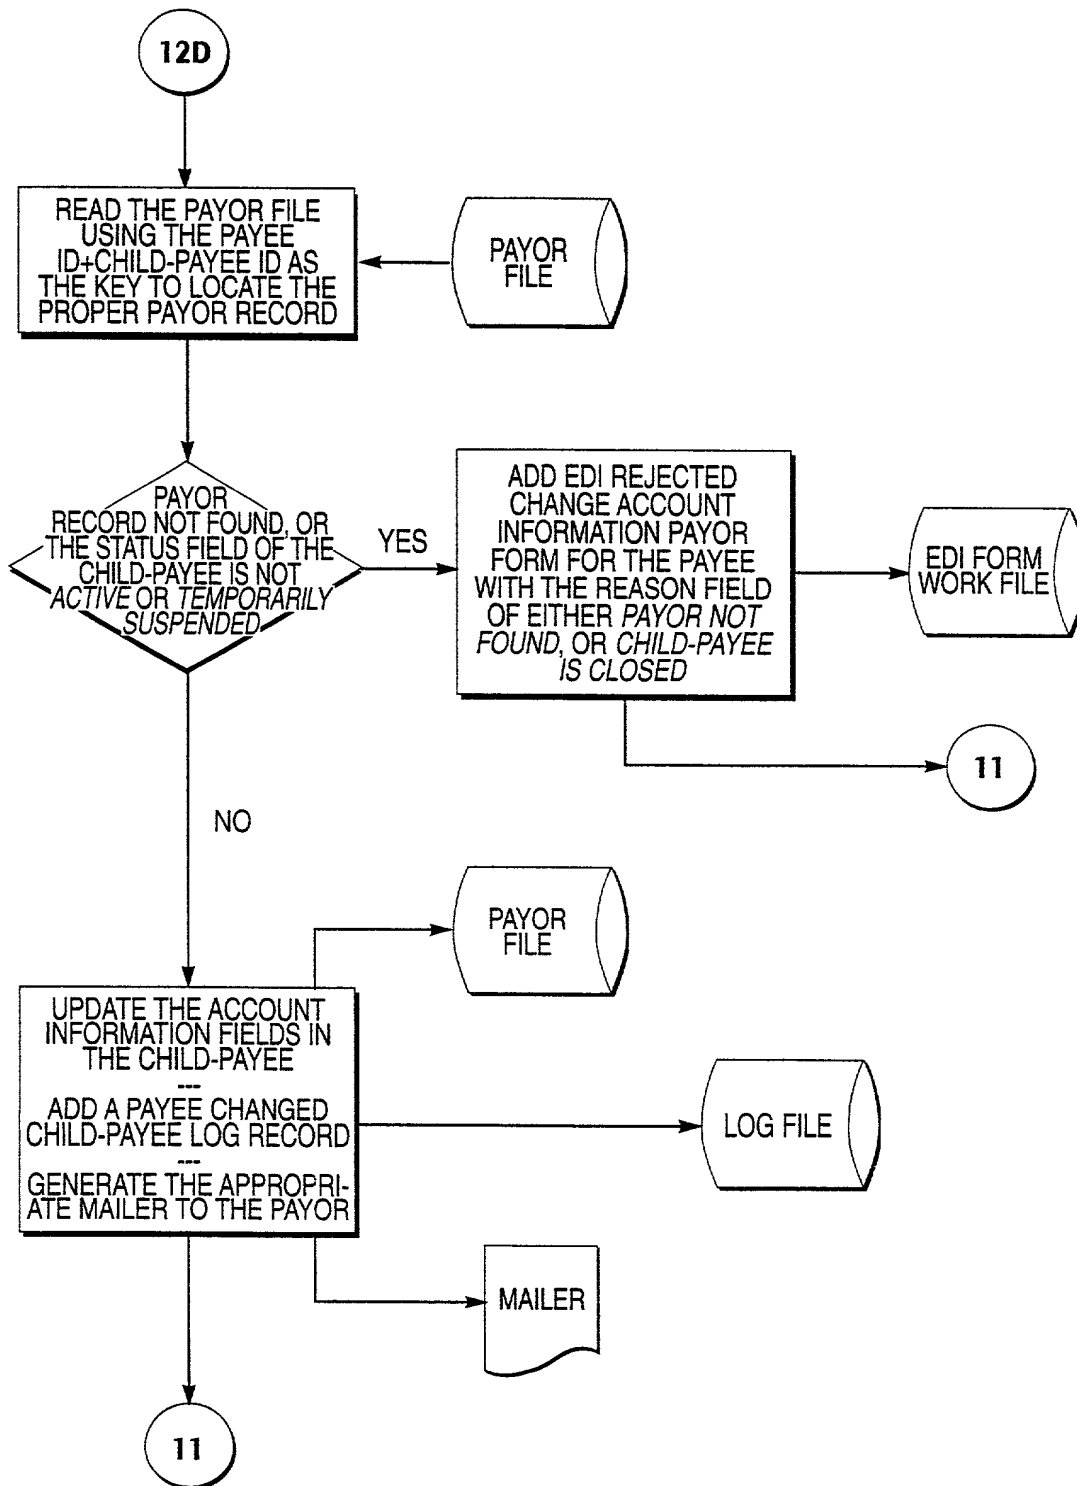 12D
READ THE PAYOR FILE
USING THE PAYEE
ID+CHILD-PAYEE ID AS
THE KEY TO LOCATE THE
PROPER PAYOR RECORD
PAYOR
FILE
PAYOR
RECORD NOT FOUND, OR
THE STATUS FIELD OF THE
CHILD-PAYEE IS NOT
ACTIVE OR TEMPORARILY
SUSPENDED
YES
ADD EDI REJECTED
CHANGE ACCOUNT
INFORMATION PAYOR
FORM FOR THE PAYEE
WITH THE REASON FIELD
OF EITHER PAYOR NOT
FOUND, OR CHILD-PAYEE
IS CLOSED
EDI FORM
WORK FILE
11
NO
PAYOR
FILE
UPDATE THE ACCOUNT
INFORMATION FIELDS IN
THE CHILD-PAYEE
---
ADD A PAYEE CHANGED
CHILD-PAYEE LOG RECORD
---
GENERATE THE APPROPRI-
ATE MAILER TO THE PAYOR
LOG FILE
MAILER
11